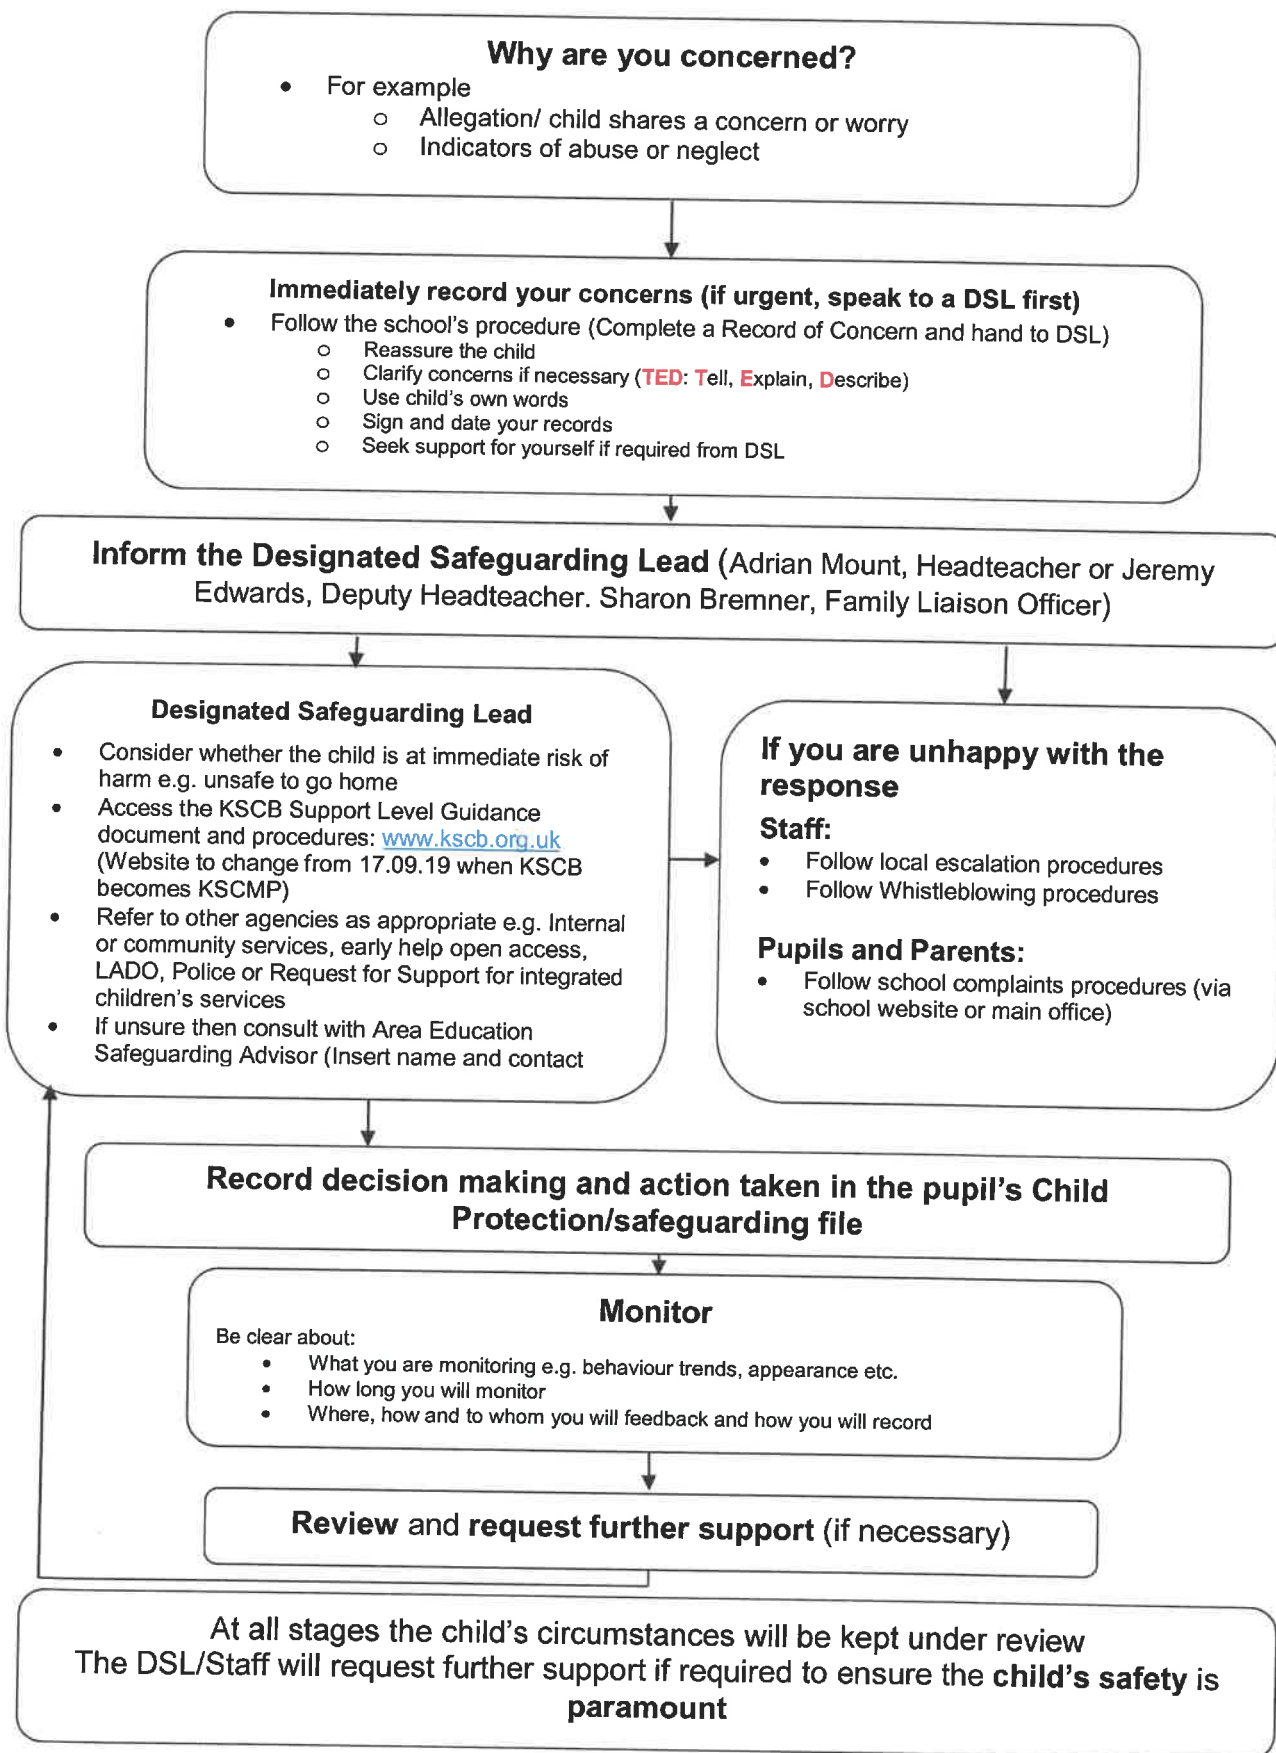 Why are you concerned?
• For example
o Allegation/ child shares a concern or worry
o Indicators of abuse or neglect
Immediately record your concerns (if urgent, speak to a DSL first)
• Follow the school's procedure (Complete a Record of Concern and hand to DSL)
o Reassure the child
o Clarify concerns if necessary (TED: Tell, Explain, Describe)
o Use child's own words
o Sign and date your records
o Seek support for yourself if required from DSL
Inform the Designated Safeguarding Lead (Adrian Mount, Headteacher or Jeremy
Edwards, Deputy Headteacher. Sharon Bremner, Family Liaison Officer)
Designated Safeguarding Lead
• Consider whether the child is at immediate risk of
harm e.g. unsafe to go home
• Access the KSCB Support Level Guidance
document and procedures: www.kscb.org.uk
(Website to change from 17.09.19 when KSCB
becomes KSCMP)
• Refer to other agencies as appropriate e.g. Internal
or community services, early help open access,
LADO, Police or Request for Support for integrated
children's services
• If unsure then consult with Area Education
Safeguarding Advisor (Insert name and contact
If you are unhappy with the
response
Staff:
• Follow local escalation procedures
• Follow Whistleblowing procedures
Pupils and Parents:
• Follow school complaints procedures (via
school website or main office)
Record decision making and action taken in the pupil's Child
Protection/safeguarding file
Monitor
Be clear about:
• What you are monitoring e.g. behaviour trends, appearance etc.
• How long you will monitor
• Where, how and to whom you will feedback and how you will record
Review and request further support (if necessary)
At all stages the child's circumstances will be kept under review
The DSL/Staff will request further support if required to ensure the child's safety is
paramount